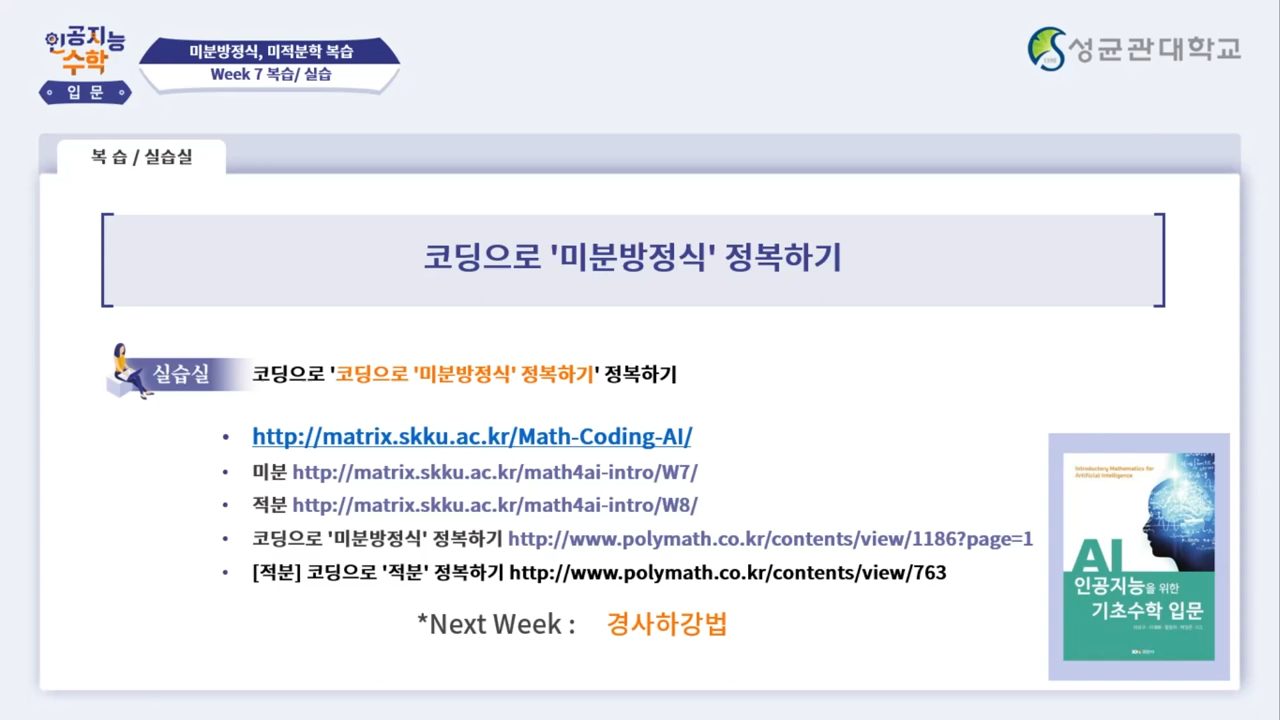 인공지능
수학
입 문
미분방정식, 미적분학 복습
Week 7 복습/ 실습
성균관대학교
복 습 / 실습실
코딩으로 '미분방정식' 정복하기
실습실
코딩으로 '코딩으로 '미분방정식' 정복하기' 정복하기
• http://matrix.skku.ac.kr/Math-Coding-AI/
• 미분 http://matrix.skku.ac.kr/math4ai-intro/W7/
• 적분 http://matrix.skku.ac.kr/math4ai-intro/W8/
• 코딩으로 '미분방정식' 정복하기 http://www.polymath.co.kr/contents/view/1186?page=1
• [적분] 코딩으로 '적분' 정복하기 http://www.polymath.co.kr/contents/view/763
*Next Week : 경사하강법
Introductory Mathematics for
Artificial Intelligence
AI
인공지능을 위한
기초수학 입문